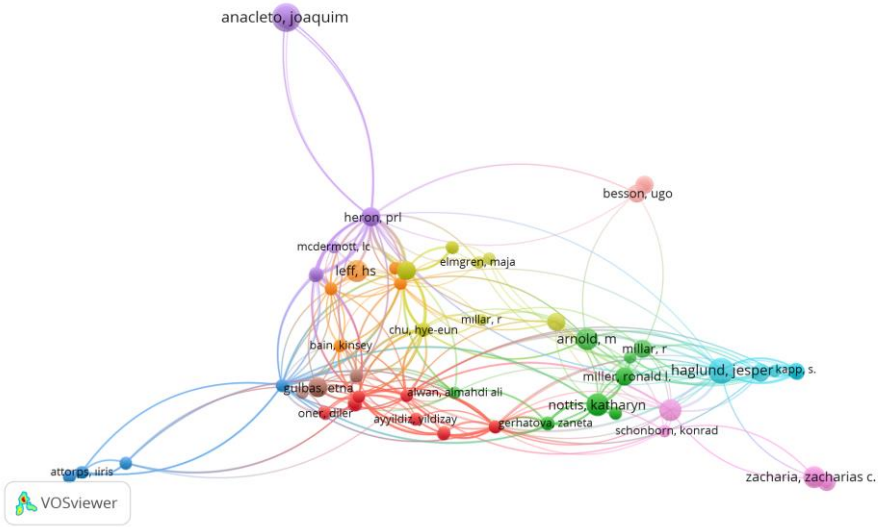 anacleto, joaquim
besson, ugo
heron, prl
mcdermott, lc
leff, hs
elmgren, maja
millar, r
chu, hye-eun
arnold, m
bain, kinsey
millar, r
haglund, jesper
kapp, s.
miller, ronald l.
gulbas, etna
alwan, almahdi ali
nottis, katharyn
oner, diler
ayyildiz, yildizay
gerhatova, zaneta
schonborn, konrad
attorps, iiris
zacharia, zacharias c.
VOSviewer